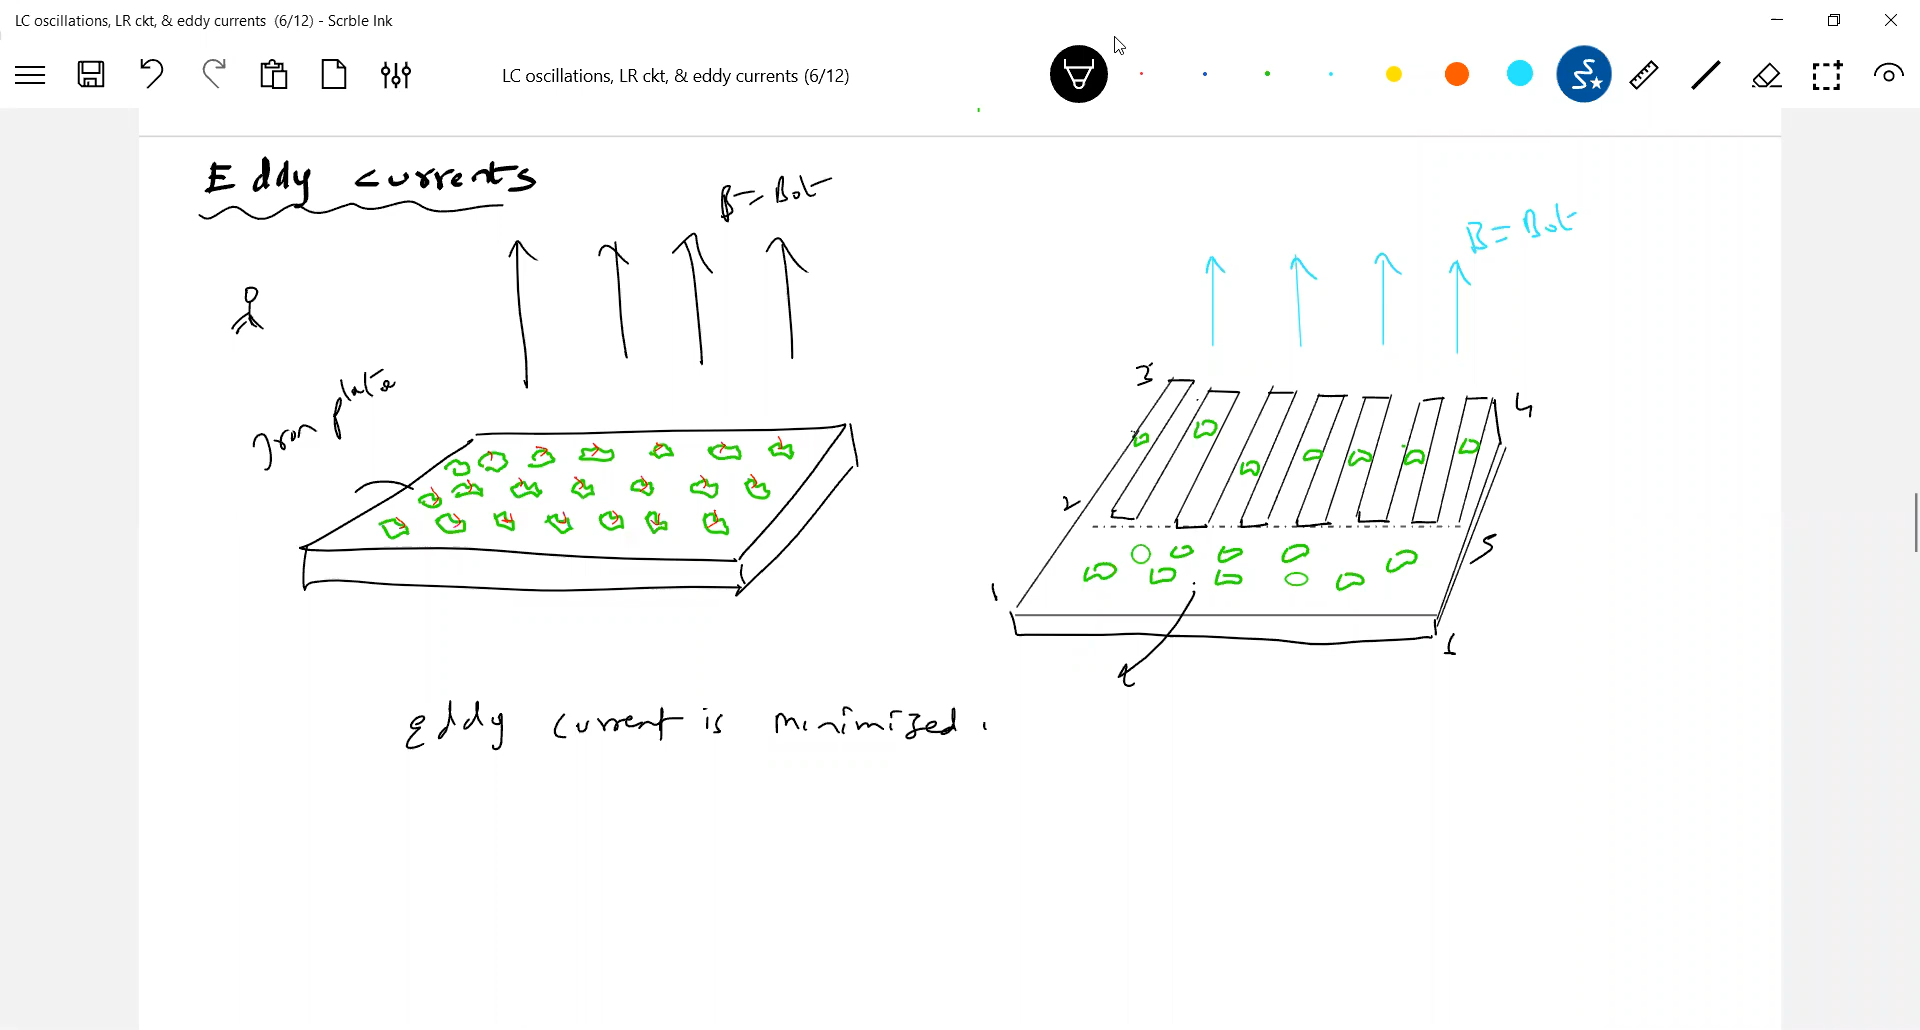 LC oscillations, LR ckt, & eddy currents (6/12) - Scrble Ink
LC oscillations, LR ckt, & eddy currents (6/12)
Eddy currents
B = B₀t
B = B₀t
Iron plate
3
4
2
5
1
6
Eddy current is minimized.